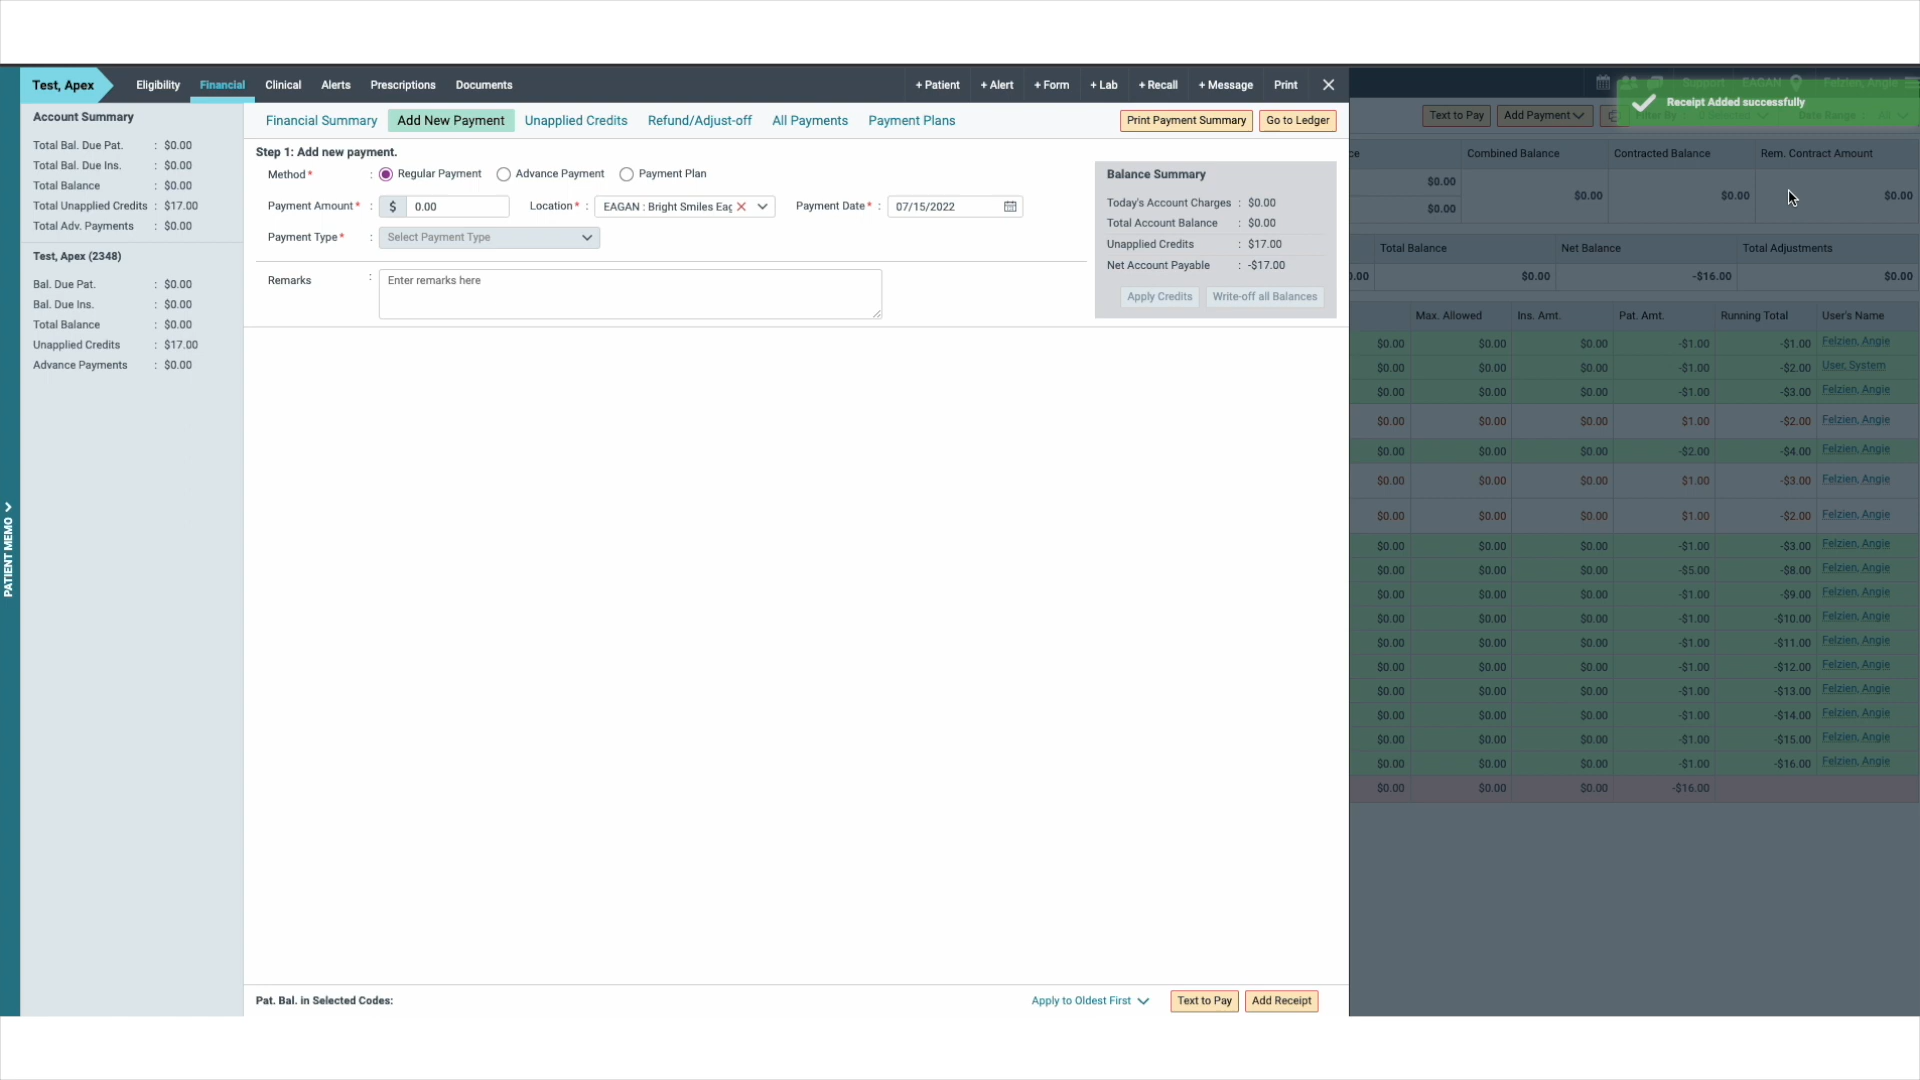 Test, Apex Eligibility Financial Clinical Alerts Prescriptions Documents + Patient + Alert + Form + Lab + Recall + Message Print
Support EAGAN Felzien, Angie
Receipt Added successfully
Account Summary
Total Bal. Due Pat. : $0.00
Total Bal. Due Ins. : $0.00
Total Balance : $0.00
Total Unapplied Credits : $17.00
Total Adv. Payments : $0.00
Test, Apex (2348)
Bal. Due Pat. : $0.00
Bal. Due Ins. : $0.00
Total Balance : $0.00
Unapplied Credits : $17.00
Advance Payments : $0.00
PATIENT MEMO
Financial Summary Add New Payment Unapplied Credits Refund/Adjust-off All Payments Payment Plans Print Payment Summary Go to Ledger
Step 1: Add new payment.
Method* : Regular Payment Advance Payment Payment Plan
Payment Amount* : $ 0.00 Location* : EAGAN : Bright Smiles Eag Payment Date* : 07/15/2022
Payment Type* : Select Payment Type
Remarks : Enter remarks here
Balance Summary
Today's Account Charges : $0.00
Total Account Balance : $0.00
Unapplied Credits : $17.00
Net Account Payable : -$17.00
Apply Credits Write-off all Balances
Pat. Bal. in Selected Codes: Apply to Oldest First Text to Pay Add Receipt
Text to Pay Add Payment Filter By : 0 Selected Date Range : All
ce Combined Balance Contracted Balance Rem. Contract Amount
$0.00
$0.00 $0.00 $0.00
$0.00
Total Balance Net Balance Total Adjustments
0.00 $0.00 -$16.00 $0.00
Max. Allowed Ins. Amt. Pat. Amt. Running Total User's Name
$0.00 $0.00 $0.00 -$1.00 -$1.00 Felzien, Angie
$0.00 $0.00 $0.00 -$1.00 -$2.00 User, System
$0.00 $0.00 $0.00 -$1.00 -$3.00 Felzien, Angie
$0.00 $0.00 $0.00 $1.00 -$2.00 Felzien, Angie
$0.00 $0.00 $0.00 -$2.00 -$4.00 Felzien, Angie
$0.00 $0.00 $0.00 $1.00 -$3.00 Felzien, Angie
$0.00 $0.00 $0.00 $1.00 -$2.00 Felzien, Angie
$0.00 $0.00 $0.00 -$1.00 -$3.00 Felzien, Angie
$0.00 $0.00 $0.00 -$5.00 -$8.00 Felzien, Angie
$0.00 $0.00 $0.00 -$1.00 -$9.00 Felzien, Angie
$0.00 $0.00 $0.00 -$1.00 -$10.00 Felzien, Angie
$0.00 $0.00 $0.00 -$1.00 -$11.00 Felzien, Angie
$0.00 $0.00 $0.00 -$1.00 -$12.00 Felzien, Angie
$0.00 $0.00 $0.00 -$1.00 -$13.00 Felzien, Angie
$0.00 $0.00 $0.00 -$1.00 -$14.00 Felzien, Angie
$0.00 $0.00 $0.00 -$1.00 -$15.00 Felzien, Angie
$0.00 $0.00 $0.00 -$1.00 -$16.00 Felzien, Angie
$0.00 $0.00 $0.00 -$16.00